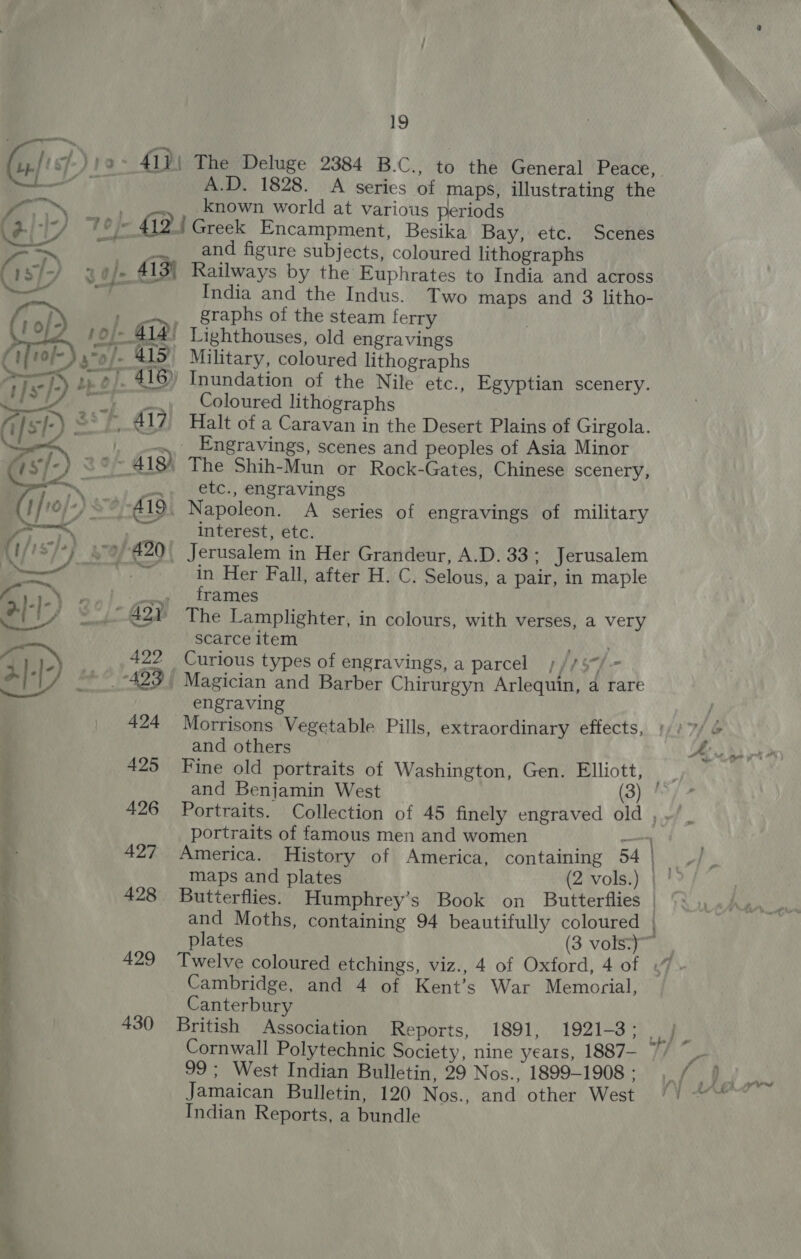 19
411 The Deluge 2384 B.C., to the General Peace,
A.D. 1828. A series of maps, illustrating the
known world at various periods
412 Greek Encampment, Besika Bay, etc. Scenes
and figure subjects, coloured lithographs
413 Railways by the Euphrates to India and across
India and the Indus. Two maps and 3 litho-
graphs of the steam ferry
414 Lighthouses, old engravings
415 Military, coloured lithographs
416 Inundation of the Nile etc., Egyptian scenery.
Coloured lithographs
417 Halt of a Caravan in the Desert Plains of Girgola.
Engravings, scenes and peoples of Asia Minor
418 The Shih-Mun or Rock-Gates, Chinese scenery,
etc., engravings
419 Napoleon. A series of engravings of military
interest, etc.
420 Jerusalem in Her Grandeur, A.D. 33; Jerusalem
in Her Fall, after H. C. Selous, a pair, in maple
frames
421 The Lamplighter, in colours, with verses, a very
scarce item
422 Curious types of engravings, a parcel
423 Magician and Barber Chirurgyn Arlequin, a rare
engraving
424 Morrisons Vegetable Pills, extraordinary effects,
and others
425 Fine old portraits of Washington, Gen. Elliott,
and Benjamin West (3)
426 Portraits. Collection of 45 finely engraved old
portraits of famous men and women
427 America. History of America, containing 54
maps and plates (2 vols.)
428 Butterflies. Humphrey's Book on Butterflies
and Moths, containing 94 beautifully coloured
plates (3 vols.)
429 Twelve coloured etchings, viz., 4 of Oxford, 4 of
Cambridge, and 4 of Kent's War Memorial,
Canterbury
430 British Association Reports, 1891, 1921-3;
Cornwall Polytechnic Society, nine years, 1887-
99; West Indian Bulletin, 29 Nos., 1899-1908;
Jamaican Bulletin, 120 Nos., and other West
Indian Reports, a bundle